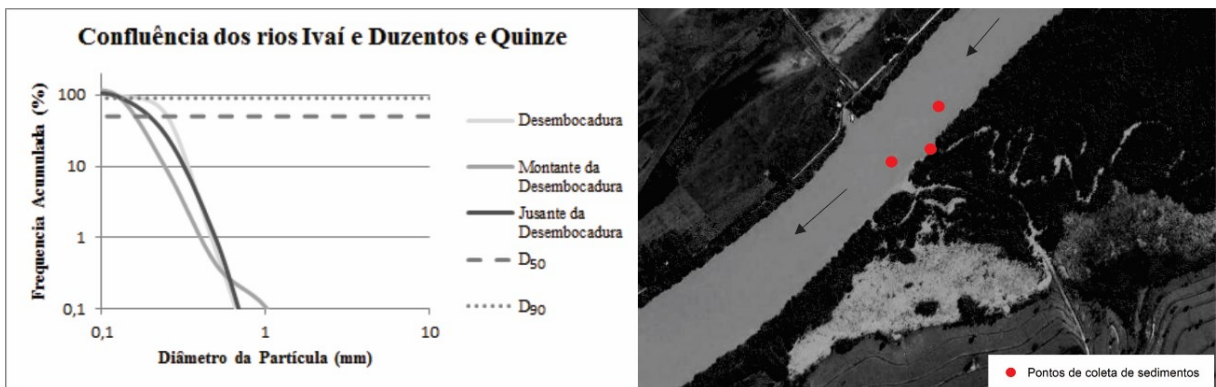 Confluência dos rios Ivaí e Duzentos e Quinze
Frequencia Acumulada (%)
100
10
1
0,1
0,1
1
10
Diâmetro da Partícula (mm)
Desembocadura
Montante da
Desembocadura
Jusante da
Desembocadura
D50
D90
Pontos de coleta de sedimentos